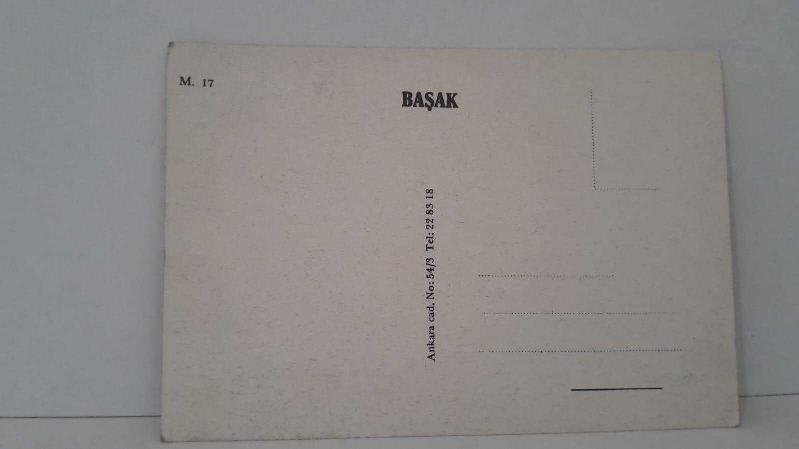 M. 17
BAŞAK
Ankara cad. No: 54/3 Tel: 22 83 18